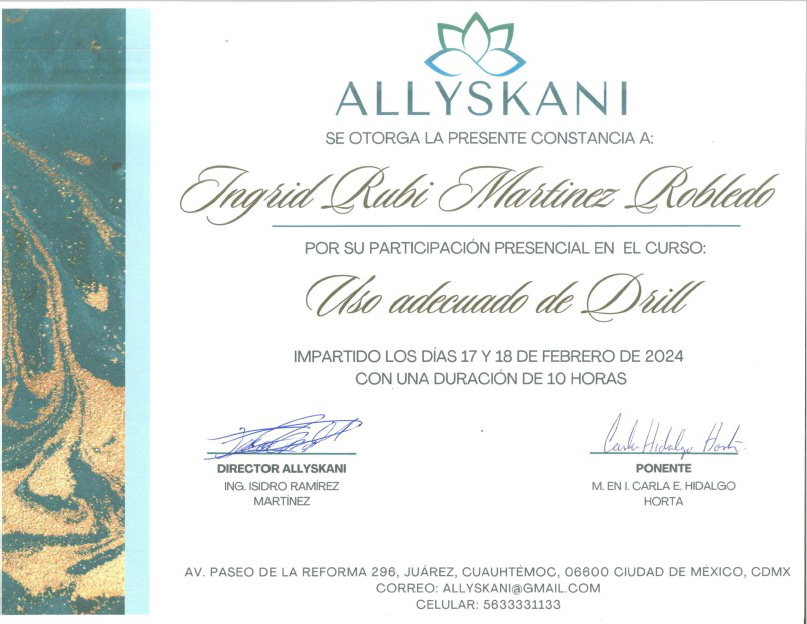 ALLYSKANI
SE OTORGA LA PRESENTE CONSTANCIA A:
Ingrid Rubi Martinez Robledo
POR SU PARTICIPACIÓN PRESENCIAL EN EL CURSO:
Uso adecuado de Drill
IMPARTIDO LOS DÍAS 17 Y 18 DE FEBRERO DE 2024
CON UNA DURACIÓN DE 10 HORAS
Carla Hidalgo Horta.
DIRECTOR ALLYSKANI
ING. ISIDRO RAMÍREZ
MARTÍNEZ
PONENTE
M. EN I. CARLA E. HIDALGO
HORTA
AV. PASEO DE LA REFORMA 296, JUÁREZ, CUAUHTÉMOC, 06600 CIUDAD DE MÉXICO, CDMX
CORREO: ALLYSKANI@GMAIL.COM
CELULAR: 5633331133